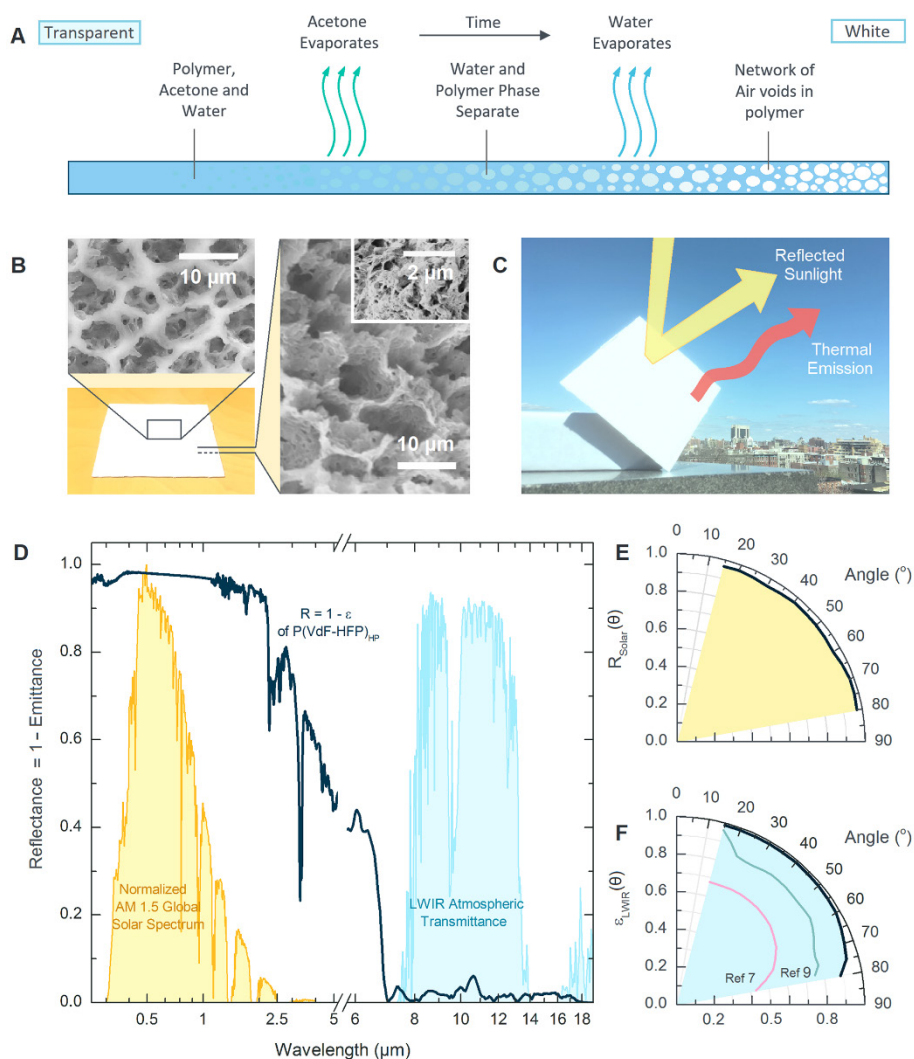 A
Transparent
Acetone
Evaporates
Time
Water
Evaporates
White
Polymer,
Acetone and
Water
Water and
Polymer Phase
Separate
Network of
Air voids in
polymer
B
10 μm
2 μm
10 μm
C
Reflected
Sunlight
Thermal
Emission
D
1.0
0.8
0.6
0.4
0.2
0.0
Reflectance = 1 - Emittance
R = 1 - ε
of P(VdF-HFP)HP
Normalized
AM 1.5 Global
Solar Spectrum
LWIR Atmospheric
Transmittance
0.5 1 2.5 5 6 8 10 12 14 16 18
Wavelength (μm)
E
1.0
0.8
0.6
0.4
0.2
0.0
RSolar(θ)
0 10 20 30 40 50 60 70 80 90
Angle (°)
F
1.0
0.8
0.6
0.4
0.2
0.0
εLWIR(θ)
0 10 20 30 40 50 60 70 80 90
Angle (°)
Ref 7
Ref 9
0.2 0.4 0.6 0.8